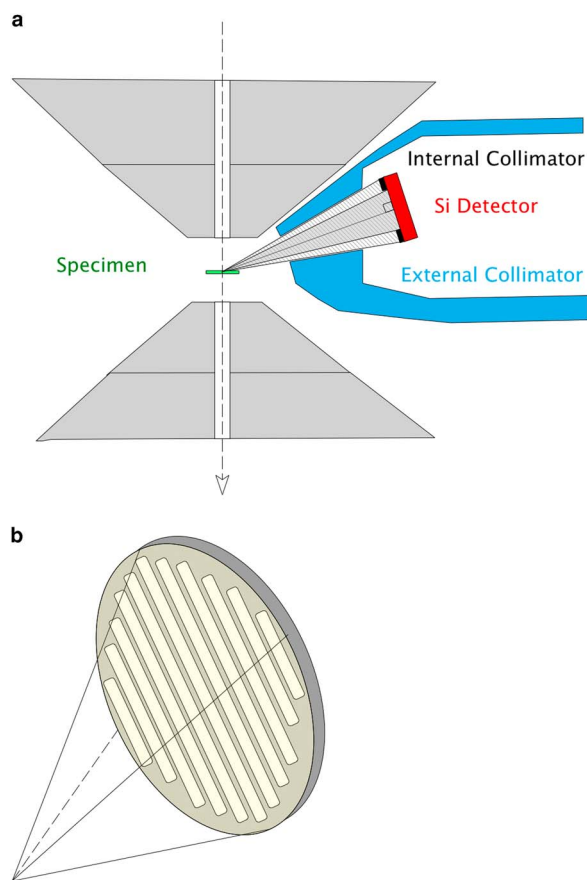 a
Internal Collimator
Si Detector
Specimen
External Collimator
b